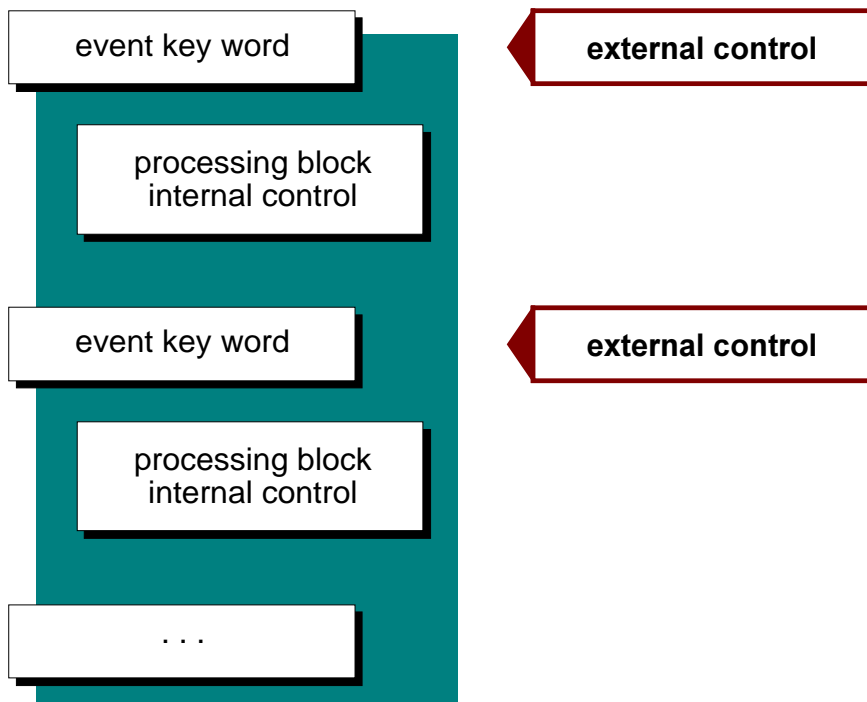 event key word
external control
processing block
internal control
event key word
external control
processing block
internal control
. . .